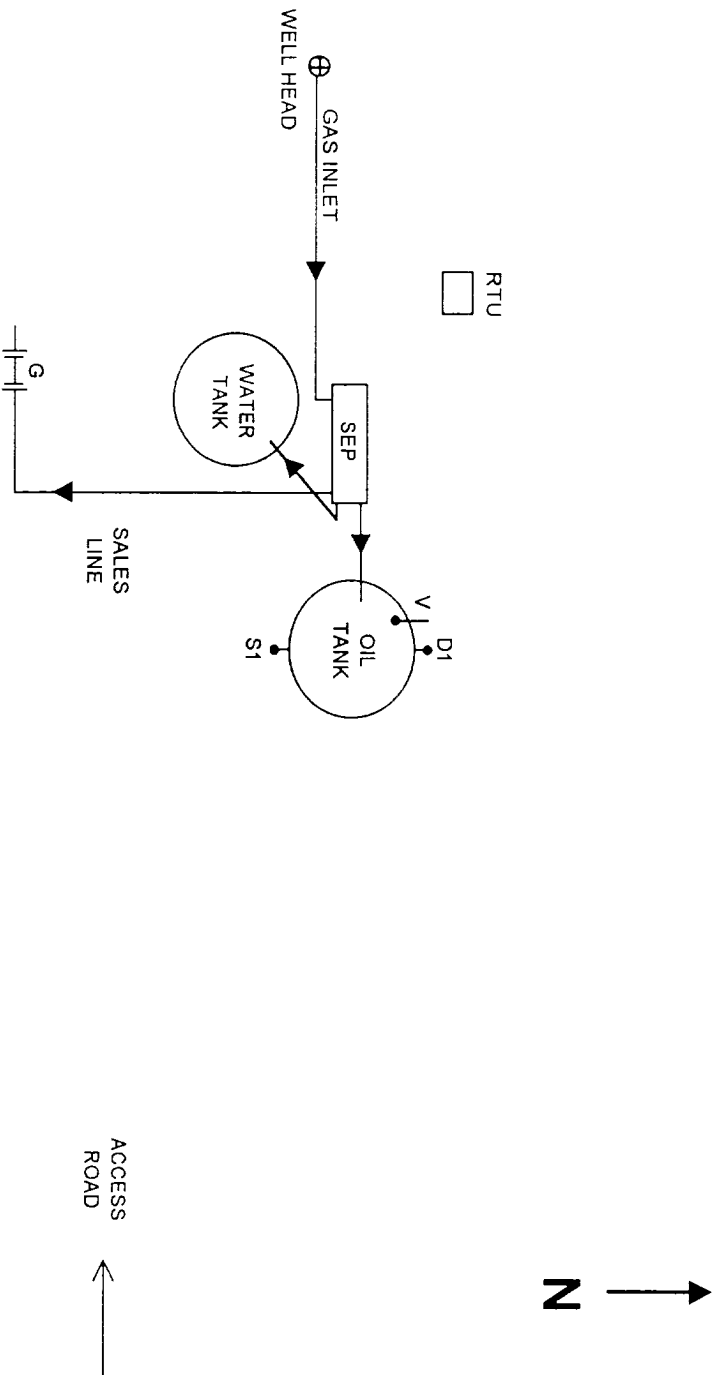 N
RTU
D1
V
OIL
TANK
SEP
GAS INLET
WELL HEAD
S1
WATER
TANK
SALES
LINE
ACCESS
ROAD
G